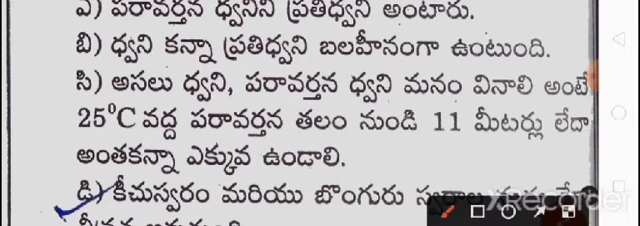 ఎ) పరావర్తన ధ్వనిని ప్రతిధ్వని అంటారు.
బి) ధ్వని కన్నా ప్రతిధ్వని బలహీనంగా ఉంటుంది.
సి) అసలు ధ్వని, పరావర్తన ధ్వని మనం వినాలి అంటే
25°C వద్ద పరావర్తన తలం నుండి 11 మీటర్లు లేదా
అంతకన్నా ఎక్కువ ఉండాలి.
డి) కీచుస్వరం మరియు బొంగురు
XRecorder